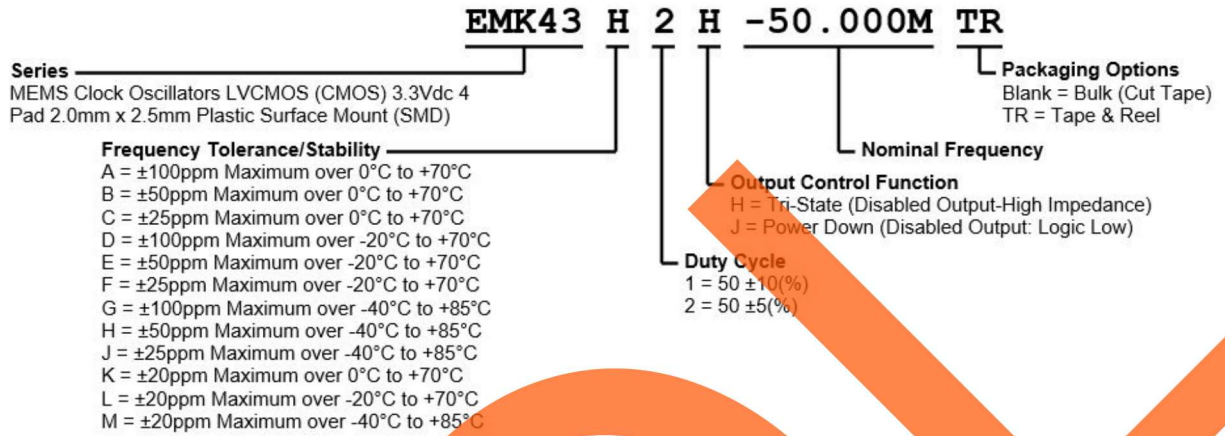 EMK43 H 2 H -50.000M TR
Series
MEMS Clock Oscillators LVCMOS (CMOS) 3.3Vdc 4
Pad 2.0mm x 2.5mm Plastic Surface Mount (SMD)
Packaging Options
Blank = Bulk (Cut Tape)
TR = Tape & Reel
Frequency Tolerance/Stability
A = ±100ppm Maximum over 0°C to +70°C
B = ±50ppm Maximum over 0°C to +70°C
C = ±25ppm Maximum over 0°C to +70°C
D = ±100ppm Maximum over -20°C to +70°C
E = ±50ppm Maximum over -20°C to +70°C
F = ±25ppm Maximum over -20°C to +70°C
G = ±100ppm Maximum over -40°C to +85°C
H = ±50ppm Maximum over -40°C to +85°C
J = ±25ppm Maximum over -40°C to +85°C
K = ±20ppm Maximum over 0°C to +70°C
L = ±20ppm Maximum over -20°C to +70°C
M = ±20ppm Maximum over -40°C to +85°C
Nominal Frequency
Output Control Function
H = Tri-State (Disabled Output-High Impedance)
J = Power Down (Disabled Output: Logic Low)
Duty Cycle
1 = 50 ±10(%)
2 = 50 ±5(%)